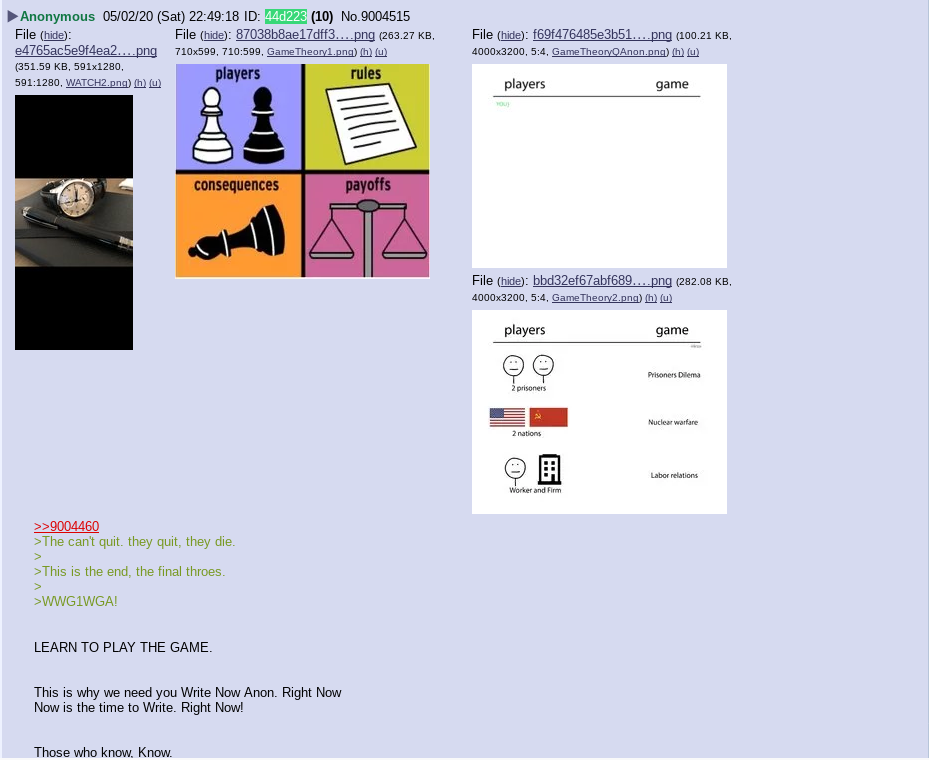 ▶Anonymous 05/02/20 (Sat) 22:49:18 ID: 44d223 (10) No.9004515
File (hide):
e4765ac5e9f4ea2….png
(351.59 KB, 591x1280,
591:1280, WATCH2.png) (h) (u)
File (hide): 87038b8ae17dff3….png (263.27 KB,
710x599, 710:599, GameTheory1.png) (h) (u)
players
rules
consequences
payoffs
File (hide): f69f476485e3b51….png (100.21 KB,
4000x3200, 5:4, GameTheoryQAnon.png) (h) (u)
players game
YOU)
File (hide): bbd32ef67abf689….png (282.08 KB,
4000x3200, 5:4, GameTheory2.png) (h) (u)
players game
2 prisoners
Prisoners Dilema
2 nations
Nuclear warfare
Worker and Firm
Labor relations
>>9004460
>The can't quit. they quit, they die.
>
>This is the end, the final throes.
>
>WWG1WGA!
LEARN TO PLAY THE GAME.
This is why we need you Write Now Anon. Right Now
Now is the time to Write. Right Now!
Those who know, Know.